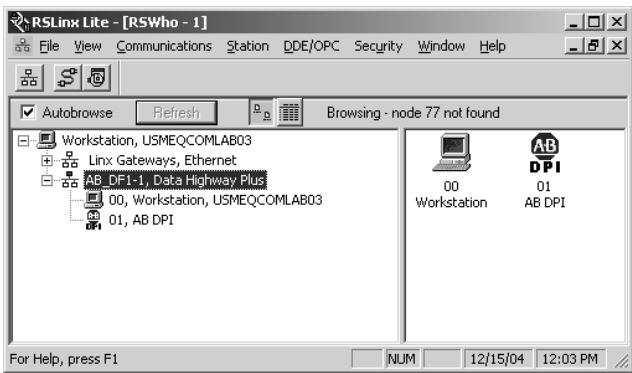 RSLinx Lite - [RSWho - 1]
File View Communications Station DDE/OPC Security Window Help
Autobrowse Refresh Browsing - node 77 not found
Workstation, USMEQCOMLAB03
Linx Gateways, Ethernet
AB_DF1-1, Data Highway Plus
00, Workstation, USMEQCOMLAB03
01, AB DPI
AB
DPI
00 01
Workstation AB DPI
For Help, press F1 NUM 12/15/04 12:03 PM